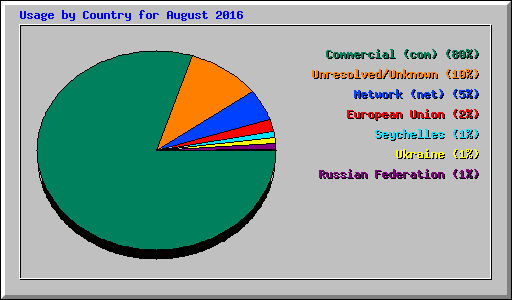 Usage by Country for August 2016
Commercial (com) (80%)
Unresolved/Unknown (10%)
Network (net) (5%)
European Union (2%)
Seychelles (1%)
Ukraine (1%)
Russian Federation (1%)